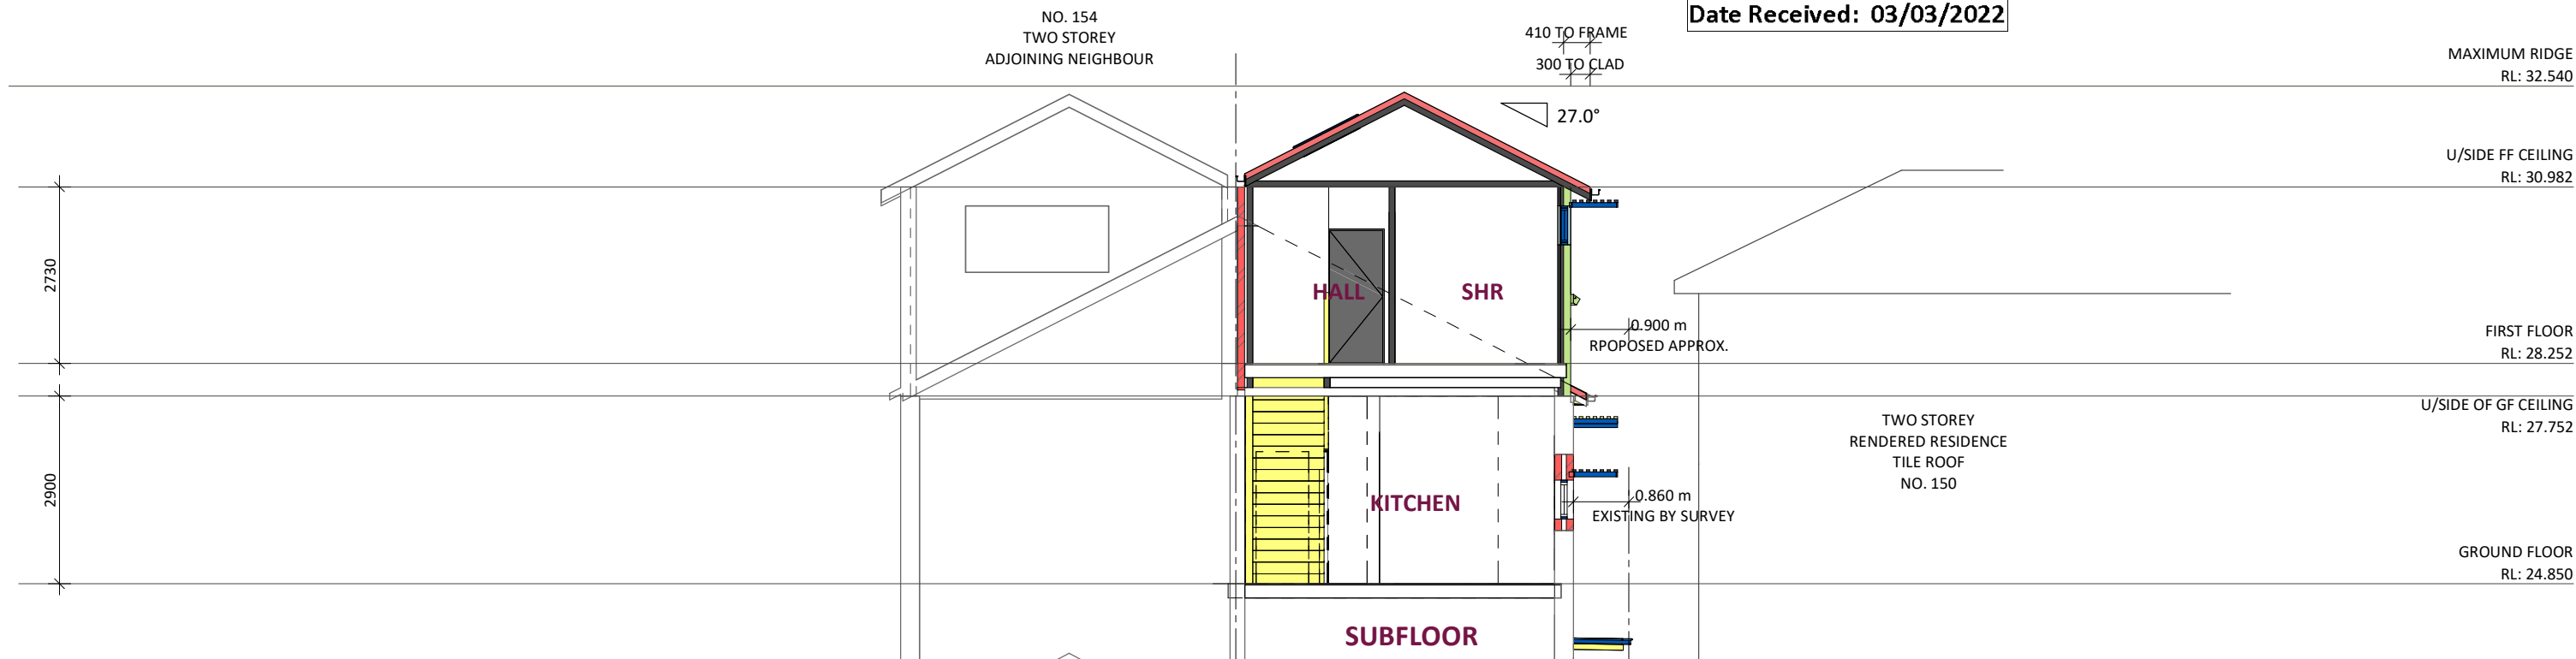 Date Received: 03/03/2022
NO. 154
TWO STOREY
ADJOINING NEIGHBOUR
410 TO FRAME
300 TO CLAD
MAXIMUM RIDGE
RL: 32.540
27.0°
U/SIDE FF CEILING
RL: 30.982
2730
HALL
SHR
0.900 m
RPOPOSED APPROX.
FIRST FLOOR
RL: 28.252
U/SIDE OF GF CEILING
RL: 27.752
TWO STOREY
RENDERED RESIDENCE
TILE ROOF
NO. 150
2900
KITCHEN
0.860 m
EXISTING BY SURVEY
GROUND FLOOR
RL: 24.850
SUBFLOOR